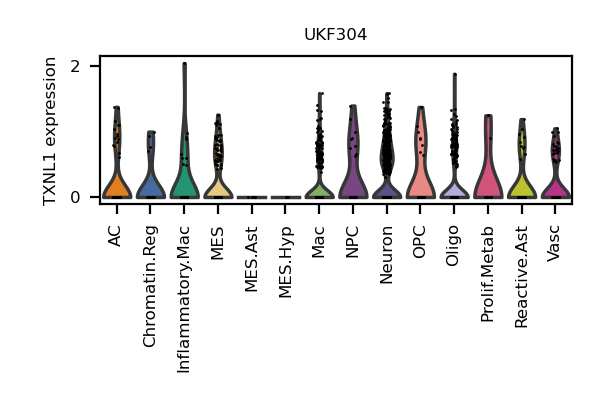 UKF304
TXNL1 expression
2
0
AC
Chromatin.Reg
Inflammatory.Mac
MES
MES.Ast
MES.Hyp
Mac
NPC
Neuron
OPC
Oligo
Prolif.Metab
Reactive.Ast
Vasc